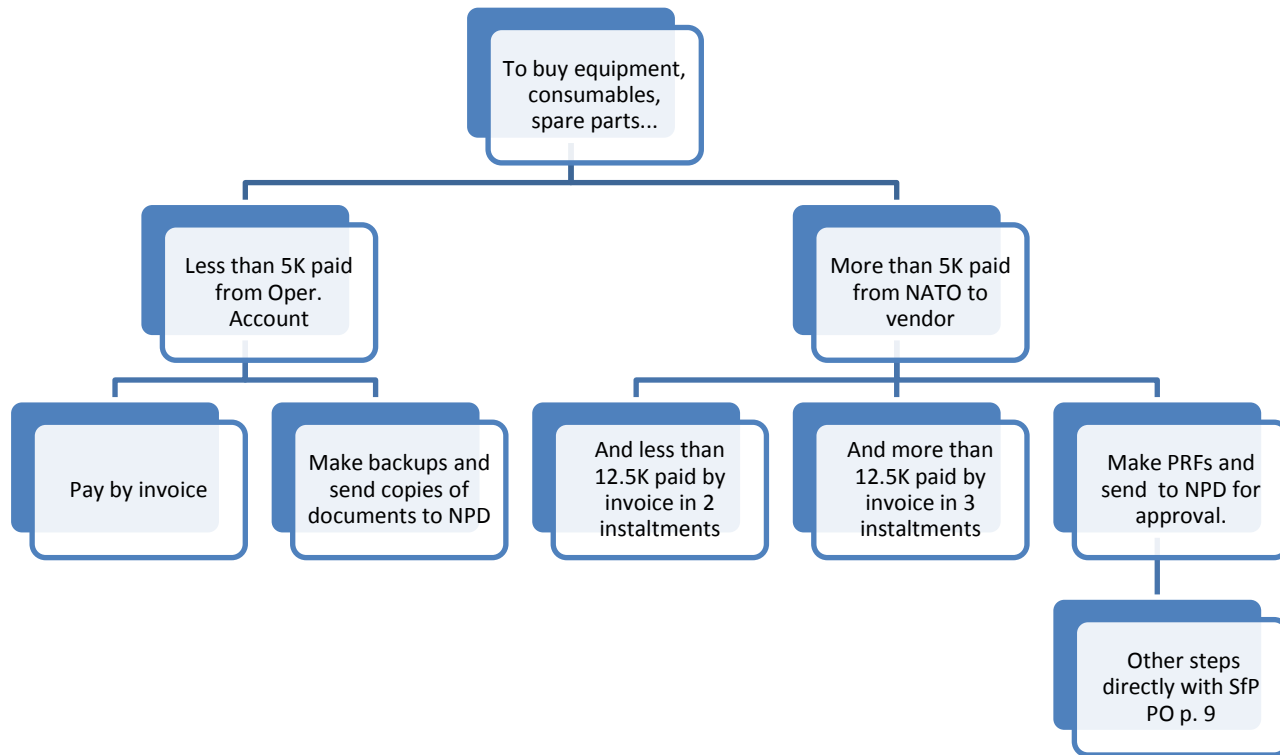 To buy equipment,
consumables,
spare parts...
Less than 5K paid
from Oper.
Account
More than 5K paid
from NATO to
vendor
Pay by invoice
Make backups and
send copies of
documents to NPD
And less than
12.5K paid by
invoice in 2
instaltments
And more than
12.5K paid by
invoice in 3
instaltments
Make PRFs and
send to NPD for
approval.
Other steps
directly with SfP
PO p. 9